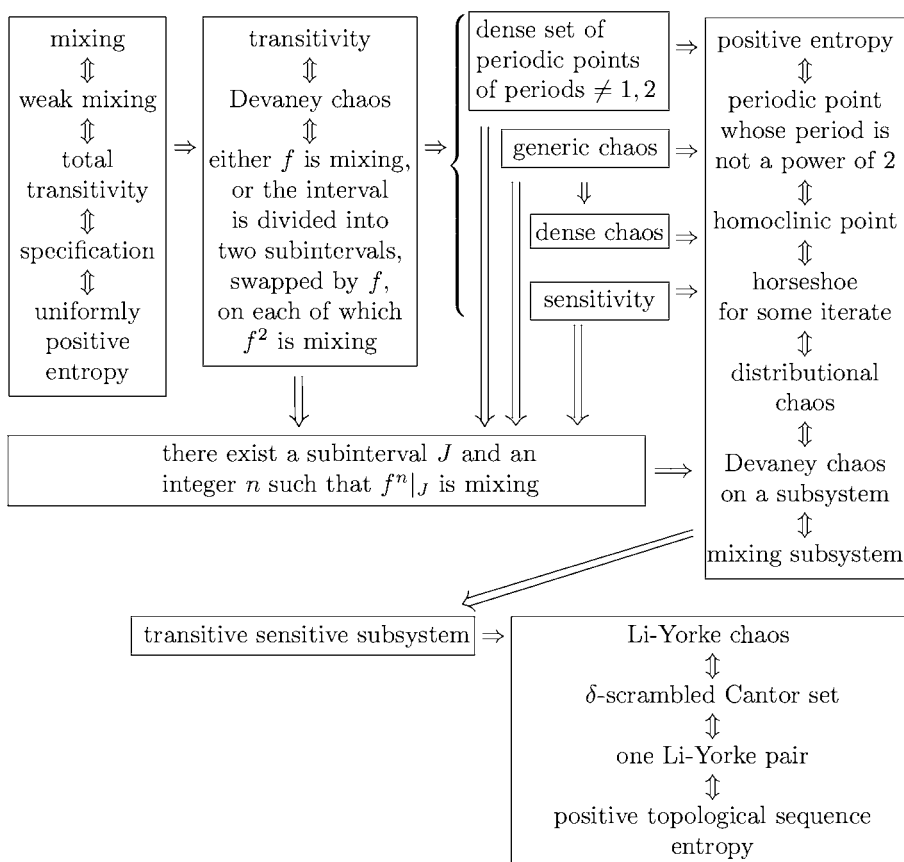 mixing
⇕
weak mixing
⇕
total
transitivity
⇕
specification
⇕
uniformly
positive
entropy
⇒
transitivity
⇕
Devaney chaos
⇕
either f is mixing,
or the interval
is divided into
two subintervals,
swapped by f,
on each of which
f² is mixing
⇒
dense set of
periodic points
of periods ≠ 1, 2
⇒
generic chaos
⇒
⇓
dense chaos
⇒
sensitivity
⇒
positive entropy
⇕
periodic point
whose period is
not a power of 2
⇕
homoclinic point
⇕
horseshoe
for some iterate
⇕
distributional
chaos
⇕
Devaney chaos
on a subsystem
⇕
mixing subsystem
there exist a subinterval J and an
integer n such that fⁿ|_J is mixing
⇒
transitive sensitive subsystem
⇒
Li-Yorke chaos
⇕
δ-scrambled Cantor set
⇕
one Li-Yorke pair
⇕
positive topological sequence
entropy